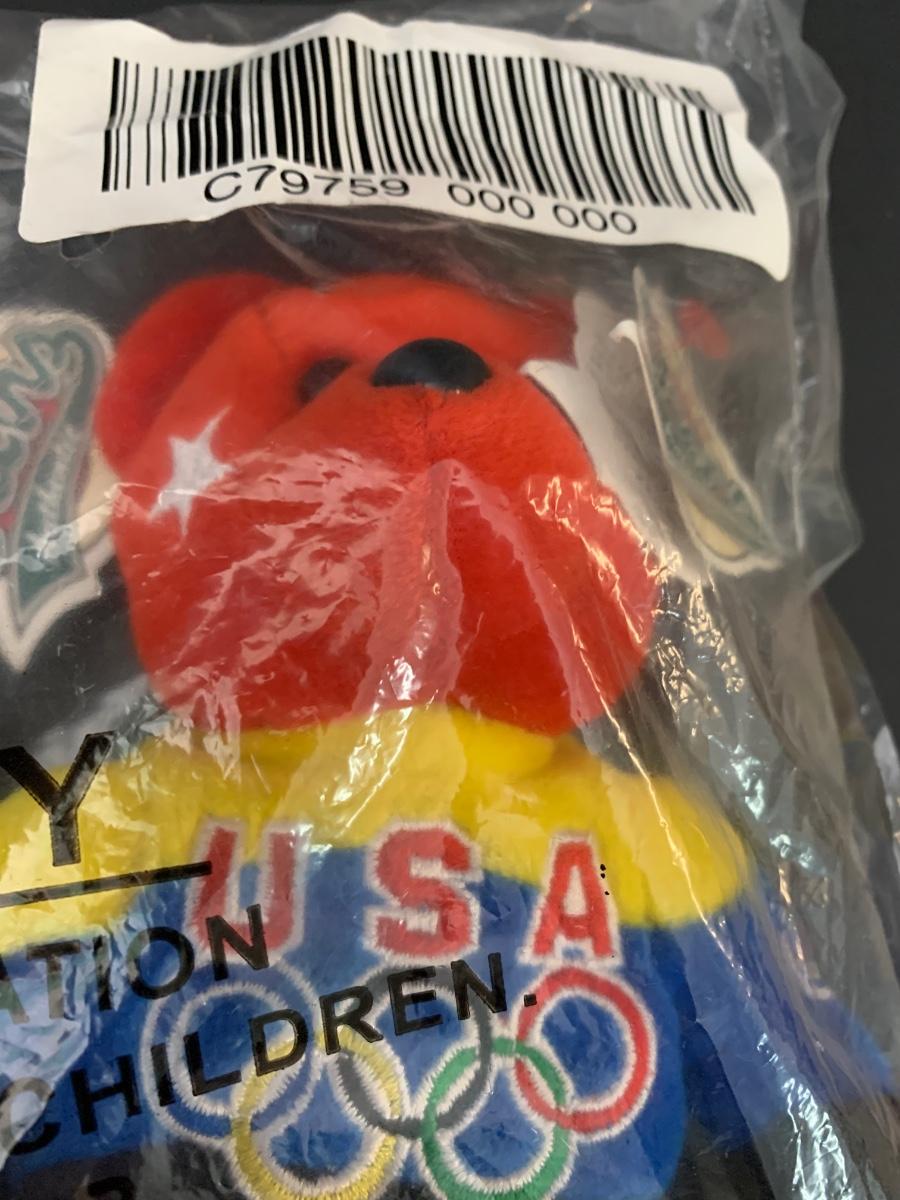 C79759 000 000
USA
Y
ATION
CHILDREN.